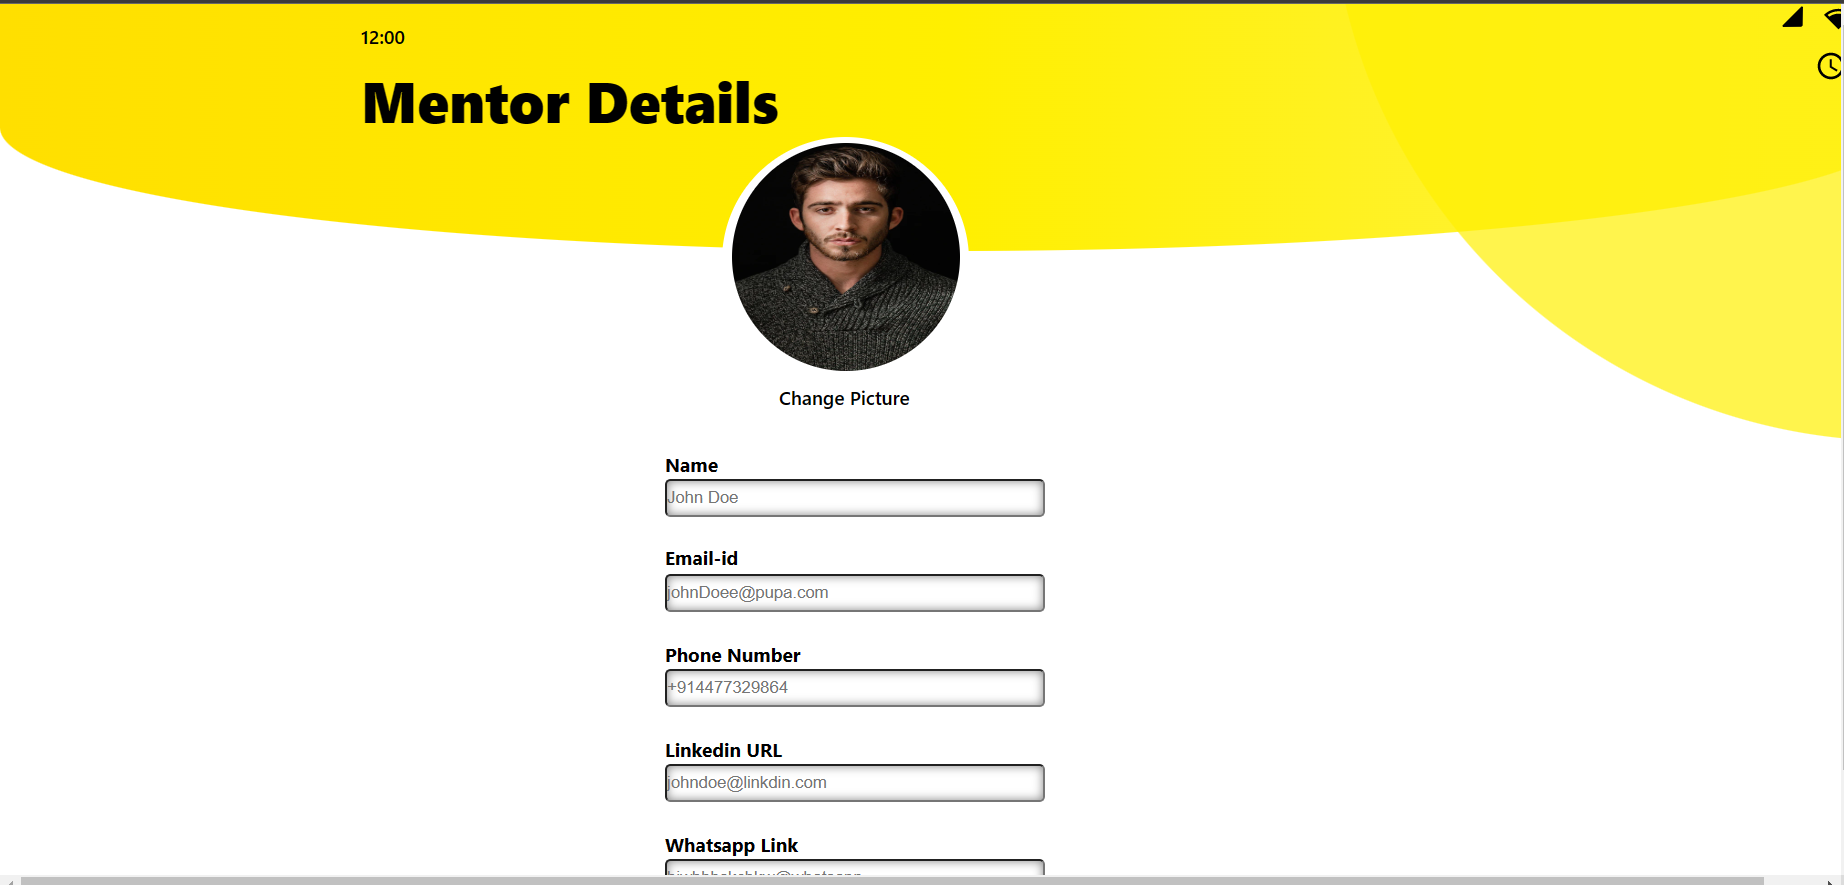 12:00
Mentor Details
Change Picture
Name
John Doe
Email-id
johnDoee@pupa.com
Phone Number
+914477329864
Linkedin URL
johndoe@linkdin.com
Whatsapp Link